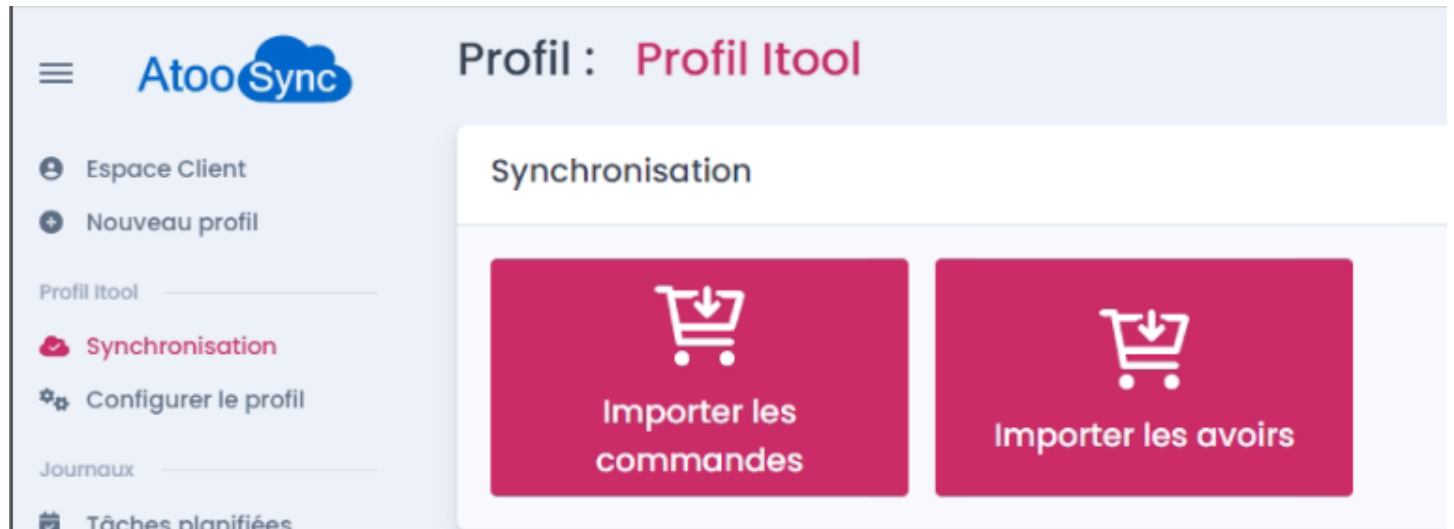 AtooSync
Profil : Profil Itool
Espace Client
Nouveau profil
Profil Itool
Synchronisation
Configurer le profil
Journaux
Tâches planifiées
Synchronisation
Importer les
commandes
Importer les avoirs